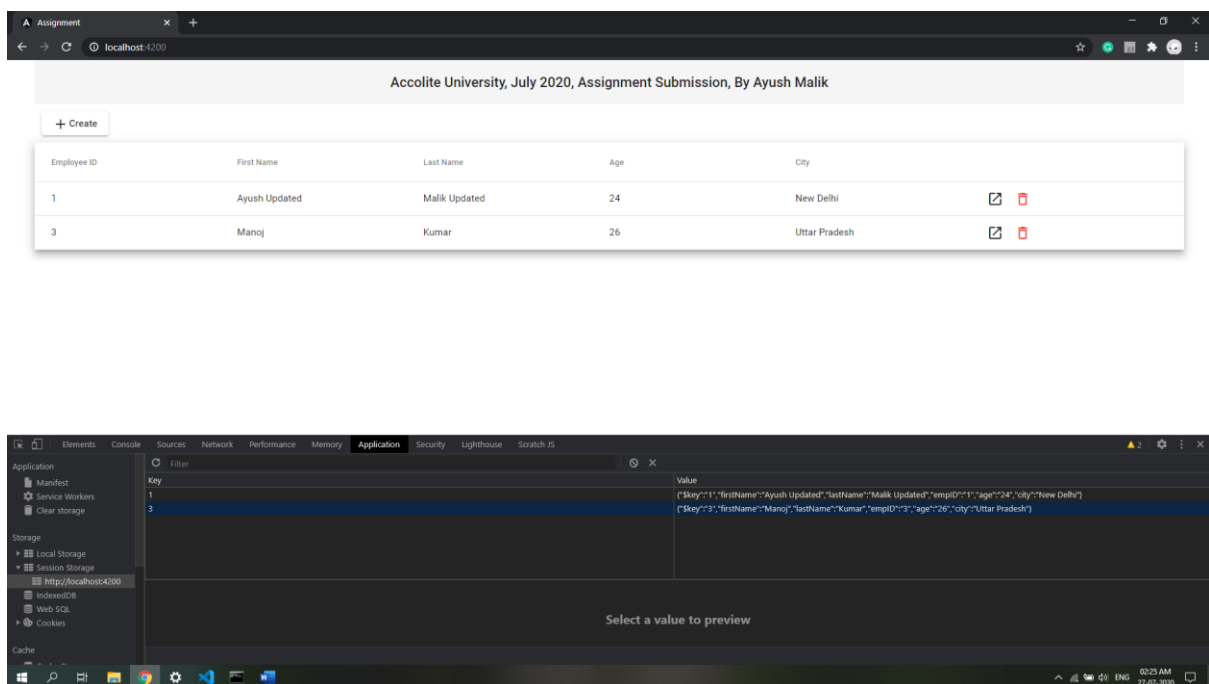 Assignment
localhost:4200
Accolite University, July 2020, Assignment Submission, By Ayush Malik
+ Create
Employee ID First Name Last Name Age City
1 Ayush Updated Malik Updated 24 New Delhi
3 Manoj Kumar 26 Uttar Pradesh
Elements Console Sources Network Performance Memory Application Security Lighthouse Scratch JS 2
Application
Manifest
Service Workers
Clear storage
Storage
Local Storage
Session Storage
http://localhost:4200
IndexedDB
Web SQL
Cookies
Cache
Filter
Key Value
1 {"$key":"1","firstName":"Ayush Updated","lastName":"Malik Updated","empID":"1","age":"24","city":"New Delhi"}
3 {"$key":"3","firstName":"Manoj","lastName":"Kumar","empID":"3","age":"26","city":"Uttar Pradesh"}
Select a value to preview
ENG
02:25 AM
27-07-2020